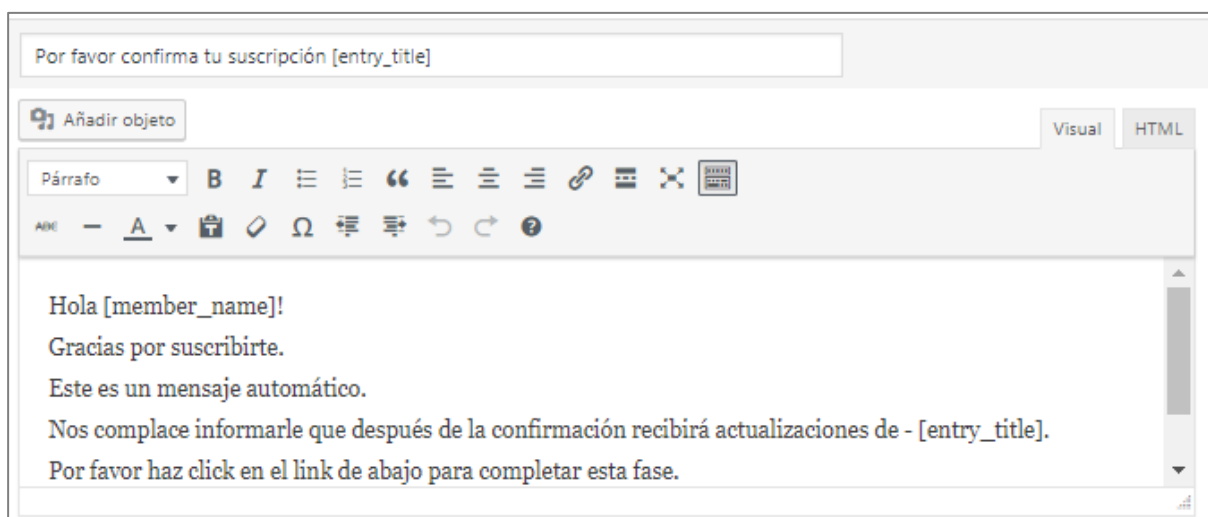 Por favor confirma tu suscripción [entry_title]
Añadir objeto
Visual HTML
Párrafo B I A
ABC A Ω
Hola [member_name]!
Gracias por suscribirte.
Este es un mensaje automático.
Nos complace informarle que después de la confirmación recibirá actualizaciones de - [entry_title].
Por favor haz click en el link de abajo para completar esta fase.